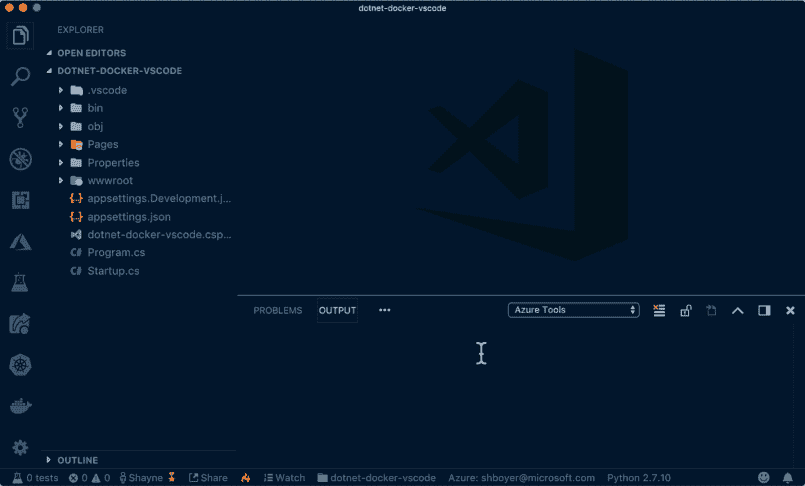 dotnet-docker-vscode
EXPLORER
OPEN EDITORS
DOTNET-DOCKER-VSCODE
.vscode
bin
obj
Pages
Properties
wwwroot
{..} appsettings.Development.j...
{..} appsettings.json
dotnet-docker-vscode.csp...
C# Program.cs
C# Startup.cs
PROBLEMS OUTPUT ••• Azure Tools
OUTLINE
0 tests 0 0 Shayne Share Watch dotnet-docker-vscode Azure: shboyer@microsoft.com Python 2.7.10